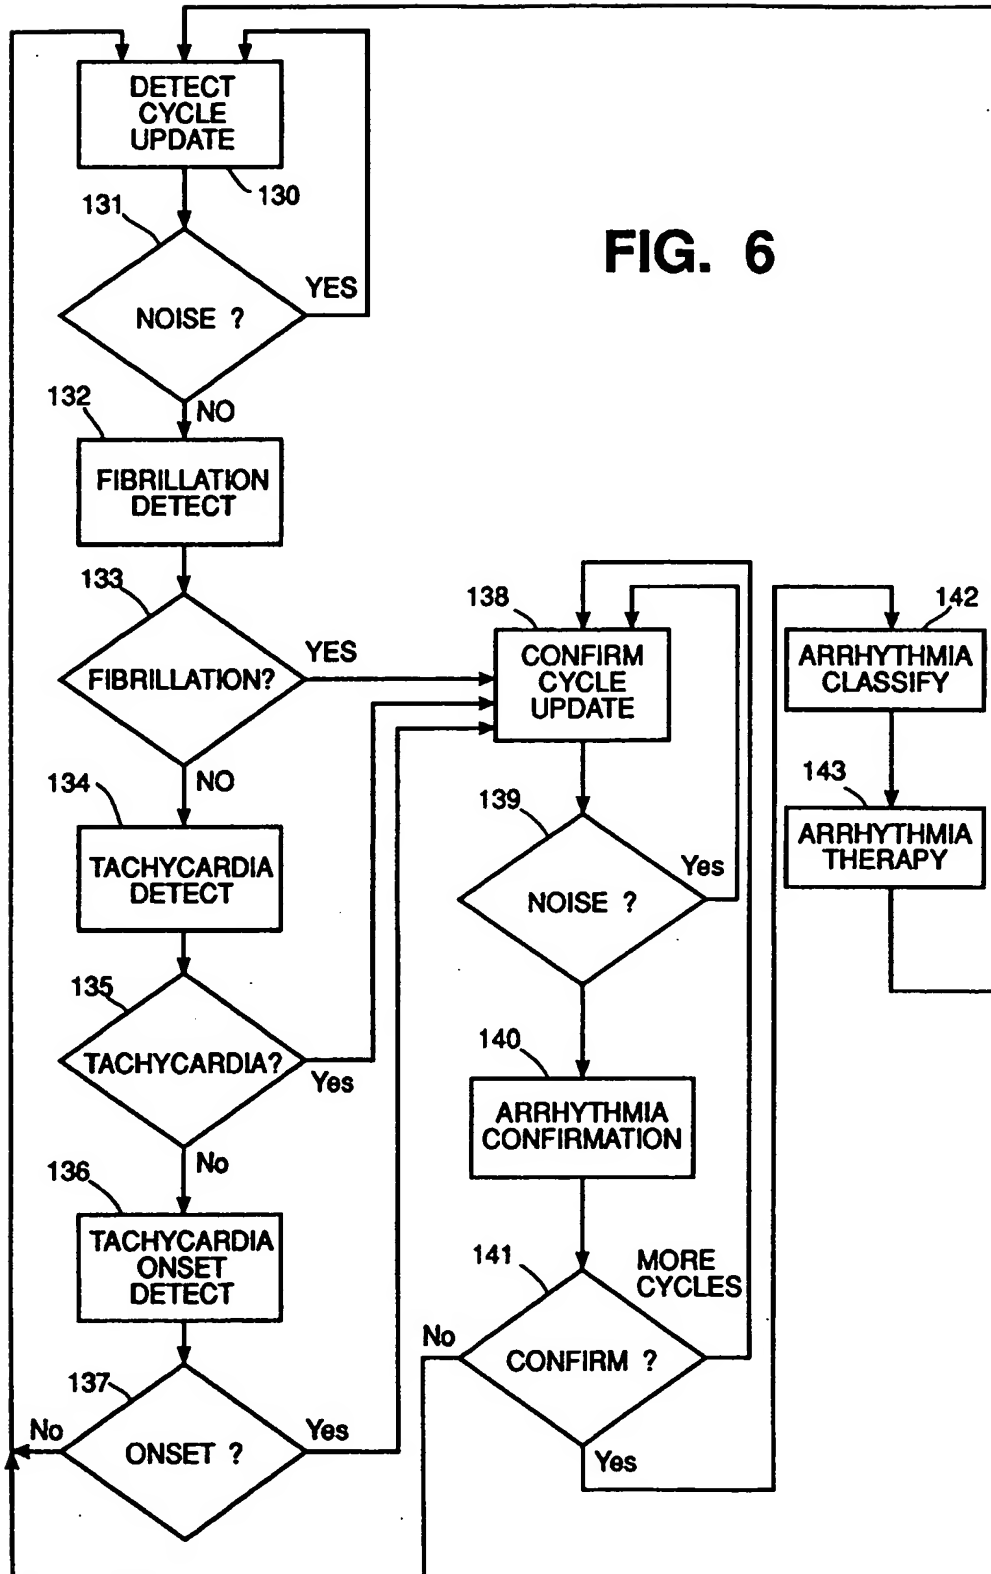 DETECT
CYCLE
UPDATE
130
131
FIG. 6
NOISE ?
YES
NO
132
FIBRILLATION
DETECT
133
FIBRILLATION?
YES
NO
134
TACHYCARDIA
DETECT
135
TACHYCARDIA?
Yes
No
136
TACHYCARDIA
ONSET
DETECT
137
No
ONSET ?
Yes
138
CONFIRM
CYCLE
UPDATE
139
NOISE ?
Yes
140
ARRHYTHMIA
CONFIRMATION
141
MORE
CYCLES
No
CONFIRM ?
Yes
142
ARRHYTHMIA
CLASSIFY
143
ARRHYTHMIA
THERAPY